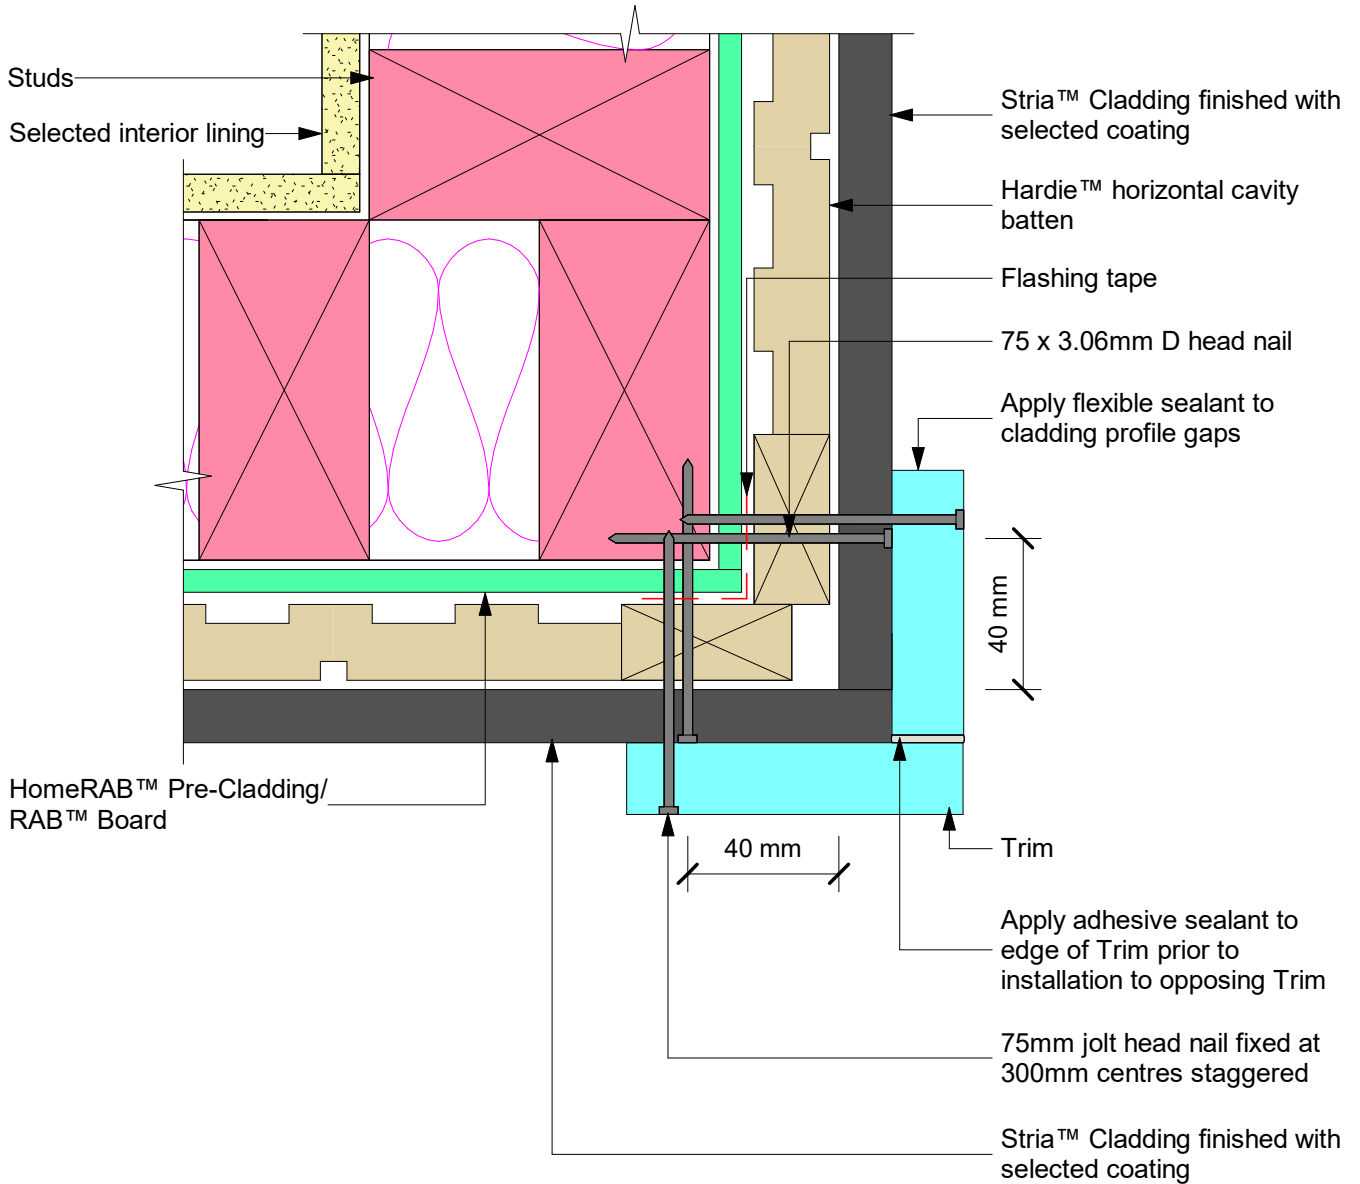 Studs
Selected interior lining
Stria™ Cladding finished with
selected coating
Hardie™ horizontal cavity
batten
Flashing tape
75 x 3.06mm D head nail
Apply flexible sealant to
cladding profile gaps
40 mm
HomeRAB™ Pre-Cladding/
RAB™ Board
40 mm
Trim
Apply adhesive sealant to
edge of Trim prior to
installation to opposing Trim
75mm jolt head nail fixed at
300mm centres staggered
Stria™ Cladding finished with
selected coating